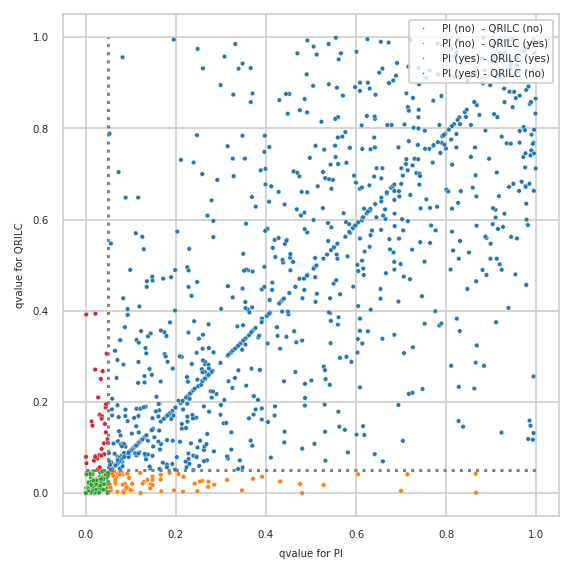 PI (no) - QRILC (no)
PI (no) - QRILC (yes)
PI (yes) - QRILC (yes)
PI (yes) - QRILC (no)
qvalue for QRILC
1.0
0.8
0.6
0.4
0.2
0.0
0.0 0.2 0.4 0.6 0.8 1.0
qvalue for PI